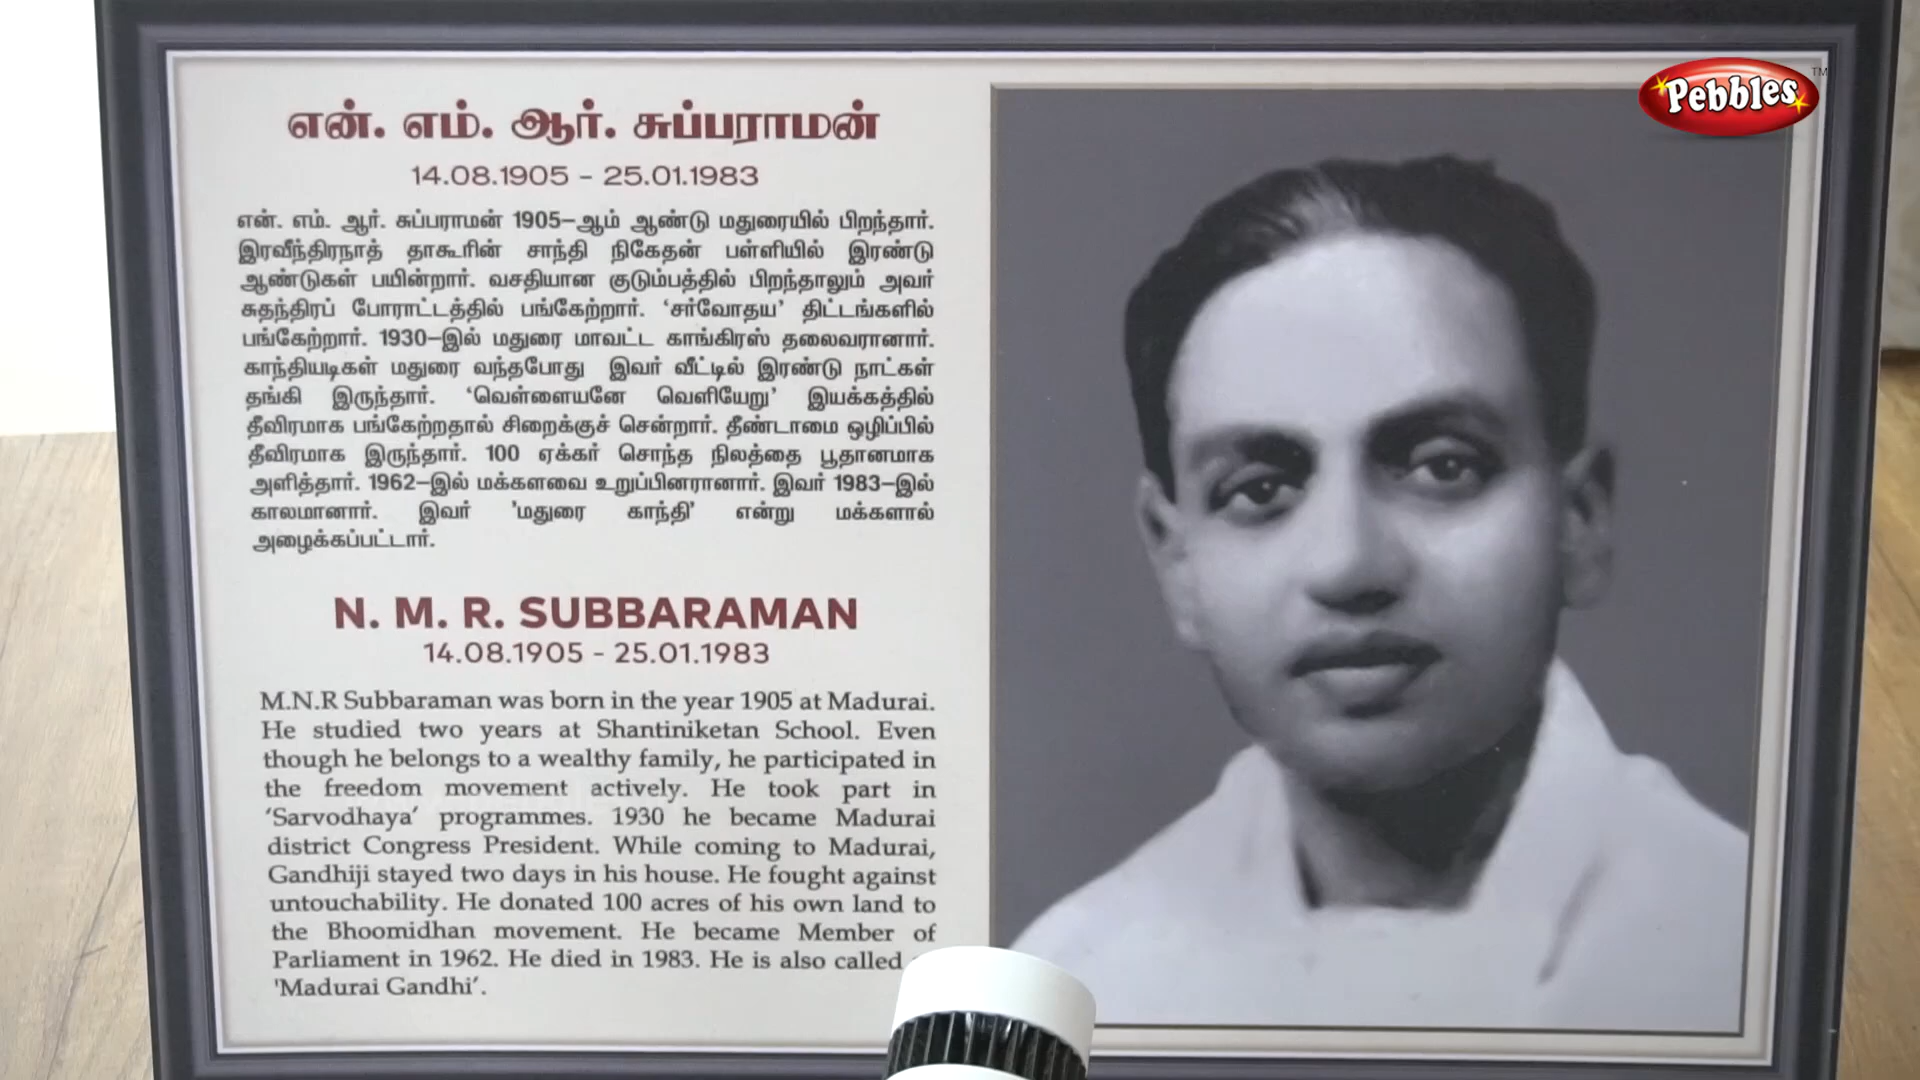 என். எம். ஆர். சுப்பராமன்
14.08.1905 – 25.01.1983
என். எம். ஆர். சுப்பராமன் 1905–ஆம் ஆண்டு மதுரையில் பிறந்தார்.
இரவீந்திரநாத் தாகூரின் சாந்தி நிகேதன் பள்ளியில் இரண்டு
ஆண்டுகள் பயின்றார். வசதியான குடும்பத்தில் பிறந்தாலும் அவர்
சுதந்திரப் போராட்டத்தில் பங்கேற்றார். ‘சர்வோதய’ திட்டங்களில்
பங்கேற்றார். 1930–இல் மதுரை மாவட்ட காங்கிரஸ் தலைவரானார்.
காந்தியடிகள் மதுரை வந்தபோது இவர் வீட்டில் இரண்டு நாட்கள்
தங்கி இருந்தார். ‘வெள்ளையனே வெளியேறு’ இயக்கத்தில்
தீவிரமாக பங்கேற்றதால் சிறைக்குச் சென்றார். தீண்டாமை ஒழிப்பில்
தீவிரமாக இருந்தார். 100 ஏக்கர் சொந்த நிலத்தை பூதானமாக
அளித்தார். 1962–இல் மக்களவை உறுப்பினரானார். இவர் 1983–இல்
காலமானார். இவர் 'மதுரை காந்தி' என்று மக்களால்
அழைக்கப்பட்டார்.
N. M. R. SUBBARAMAN
14.08.1905 - 25.01.1983
M.N.R Subbaraman was born in the year 1905 at Madurai.
He studied two years at Shantiniketan School. Even
though he belongs to a wealthy family, he participated in
the freedom movement actively. He took part in
‘Sarvodhaya’ programmes. 1930 he became Madurai
district Congress President. While coming to Madurai,
Gandhiji stayed two days in his house. He fought against
untouchability. He donated 100 acres of his own land to
the Bhoomidhan movement. He became Member of
Parliament in 1962. He died in 1983. He is also called
'Madurai Gandhi’.
Pebbles TM